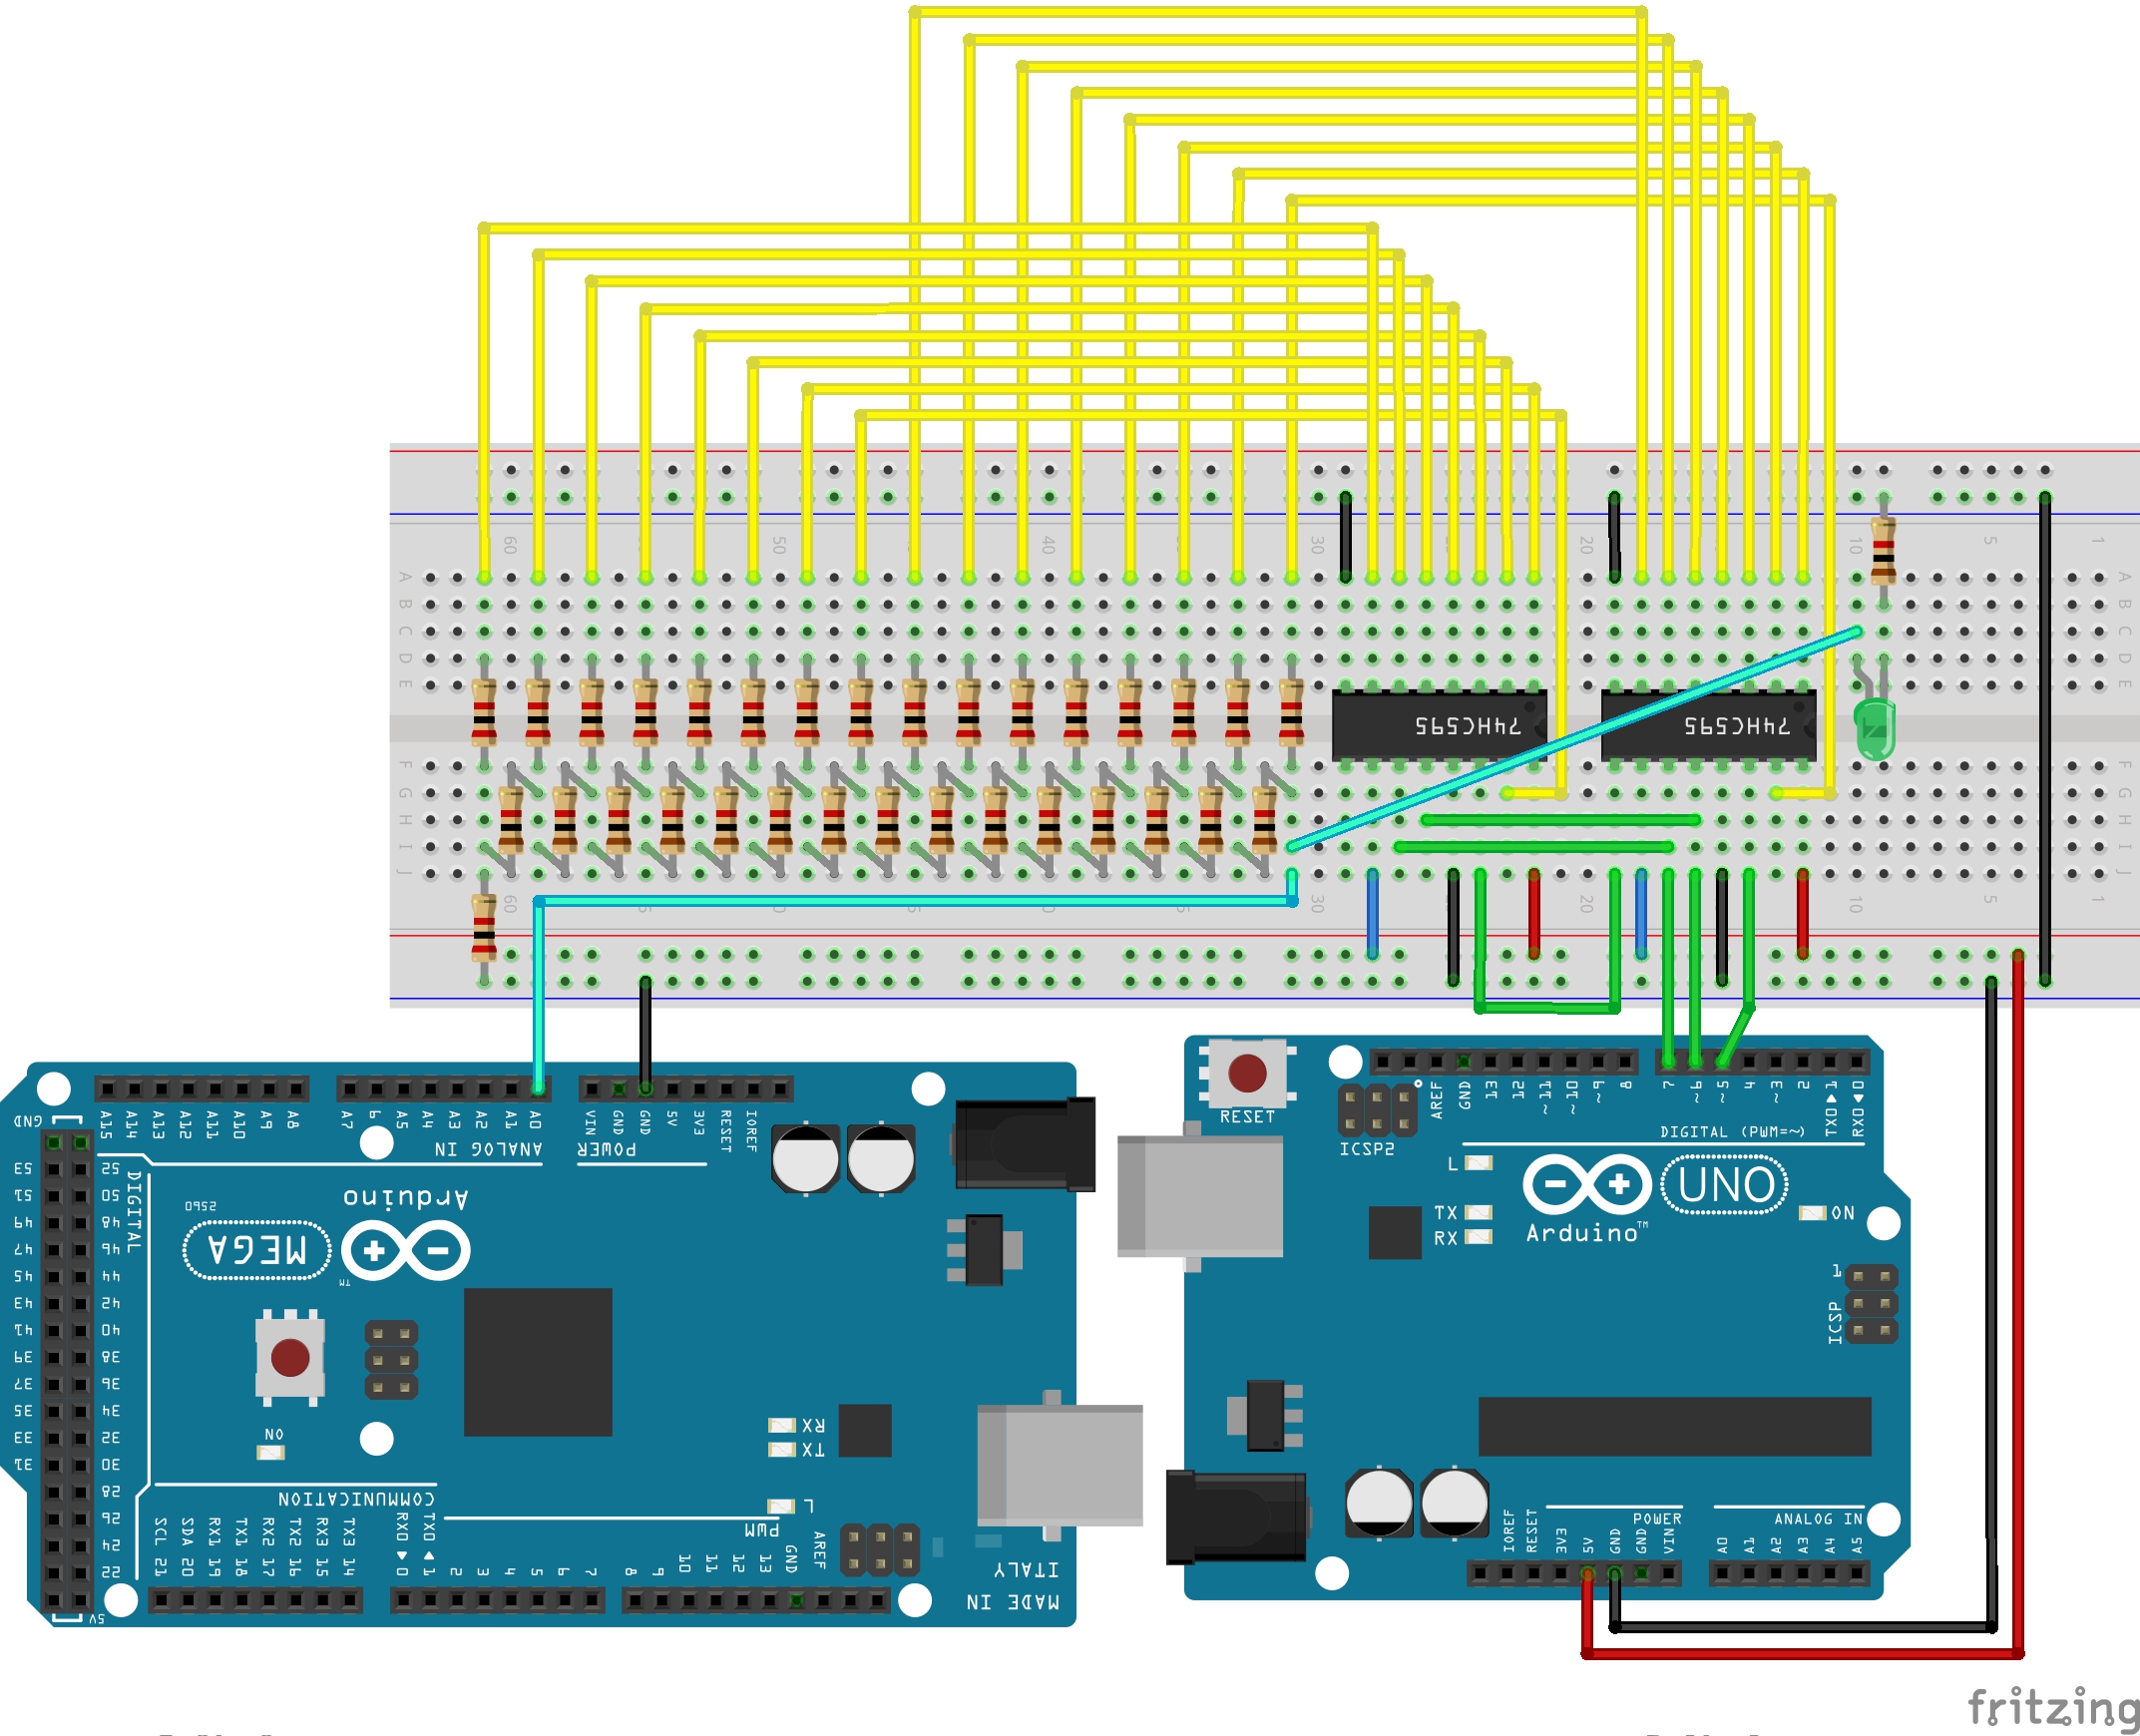 60 50 40 30 20 10 5 1
A A
B B
C C
D D
E E
74HC595 74HC595
F F
G G
H H
I I
J J
60 30 20 10 5 1
A15 A14 A13 A12 A11 A10 A9 A8 A7 6 A5 A4 A3 A2 A1 A0 VIN GND GND 5V 3V3 RESET IOREF
ANALOG IN
POWER
GND
53 52
51 50
49 48
47 46
45 44
43 42
41 40
39 38
37 36
35 34
33 32
31 30
28
26
24
22
5V
DIGITAL
2560
Arduino
MEGA
TM
ON
RX
TX
L
COMMUNICATION
PWM
SCL 21 SDA 20 RX1 19 TX1 18 RX2 17 TX2 16 RX3 15 TX3 14 RX0 ◀ 0 TX0 ▶ 1 2 3 4 5 6 7 8 9 10 11 12 13 GND AREF
MADE IN
ITALY
RESET
ICSP2
AREF GND 13 12 ~11 ~10 ~9 8 7 ~6 ~5 4 ~3 2 TX0▶1 RX0◀0
DIGITAL (PWM=~)
L
TX
RX
UNO
Arduino™
ON
1
ICSP
POWER
ANALOG IN
IOREF RESET 3V3 5V GND GND VIN A0 A1 A2 A3 A4 A5
fritzing